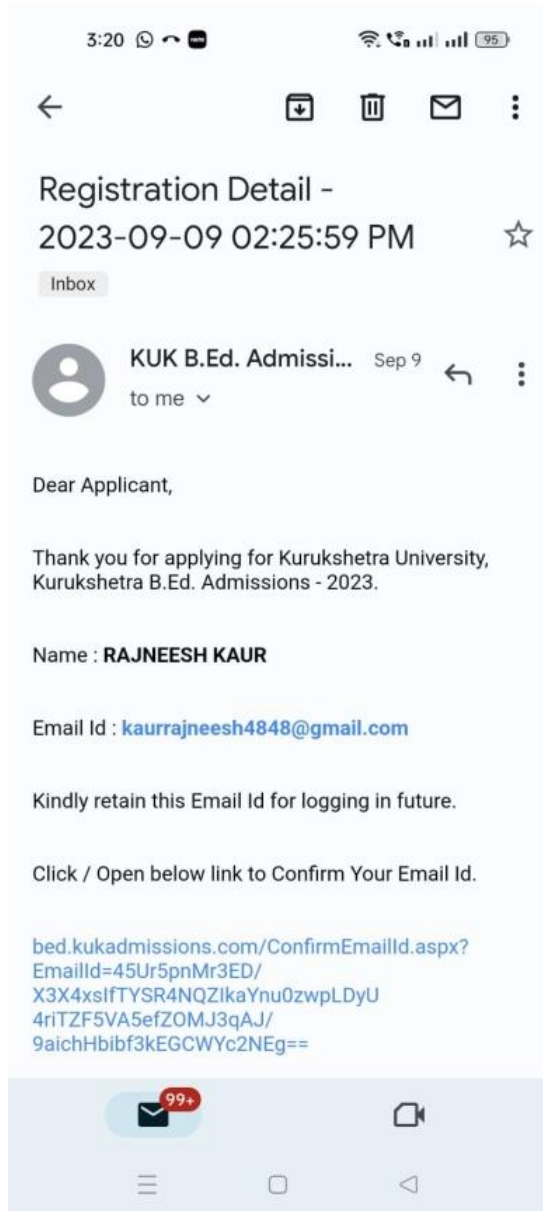 3:20
95
Registration Detail -
2023-09-09 02:25:59 PM
Inbox
KUK B.Ed. Admissi... Sep 9
to me
Dear Applicant,
Thank you for applying for Kurukshetra University,
Kurukshetra B.Ed. Admissions - 2023.
Name : RAJNEESH KAUR
Email Id : kaurrajneesh4848@gmail.com
Kindly retain this Email Id for logging in future.
Click / Open below link to Confirm Your Email Id.
bed.kukadmissions.com/ConfirmEmailId.aspx?
EmailId=45Ur5pnMr3ED/
X3X4xsIfTYSR4NQZIkaYnu0zwpLDyU
4riTZF5VA5efZOMJ3qAJ/
9aichHbibf3kEGCWYc2NEg==
99+